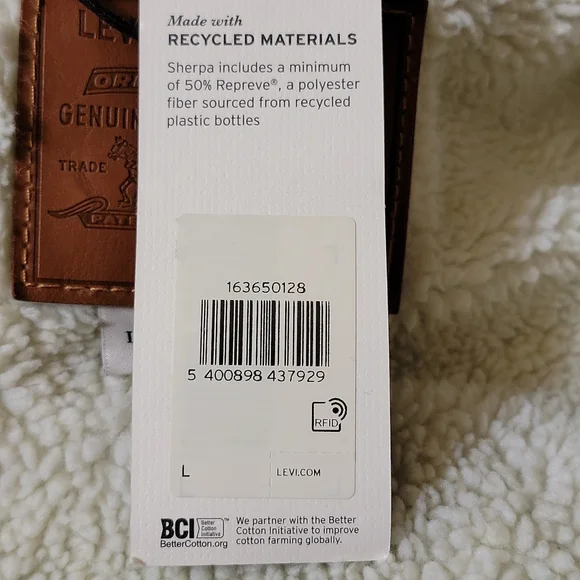 Made with
RECYCLED MATERIALS
Sherpa includes a minimum
of 50% Repreve®, a polyester
fiber sourced from recycled
plastic bottles
GENUIN
TRADE
163650128
5 400898 437929
RFID
L
LEVI.COM
BCI Better Cotton Initiative™
BetterCotton.org
We partner with the Better
Cotton Initiative to improve
cotton farming globally.